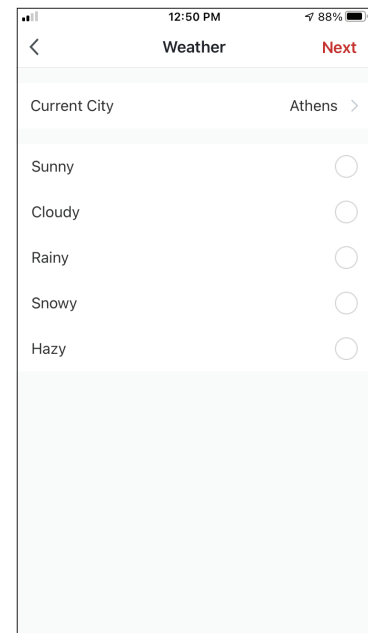 12:50 PM 88%
Weather Next
Current City Athens
Sunny
Cloudy
Rainy
Snowy
Hazy